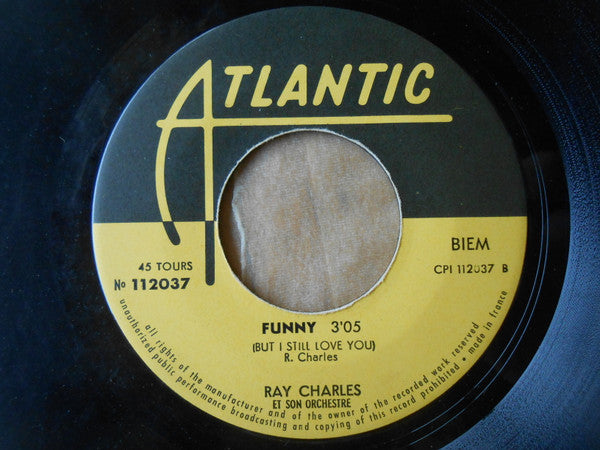 ATLANTIC
BIEM
45 TOURS
No 112037
CPI 112037 B
FUNNY 3'05
(BUT I STILL LOVE YOU)
R. Charles
RAY CHARLES
ET SON ORCHESTRE
all rights of the manufacturer and of the owner of the recorded work reserved
unauthorized public performance broadcasting and copying of this record prohibited • made in france